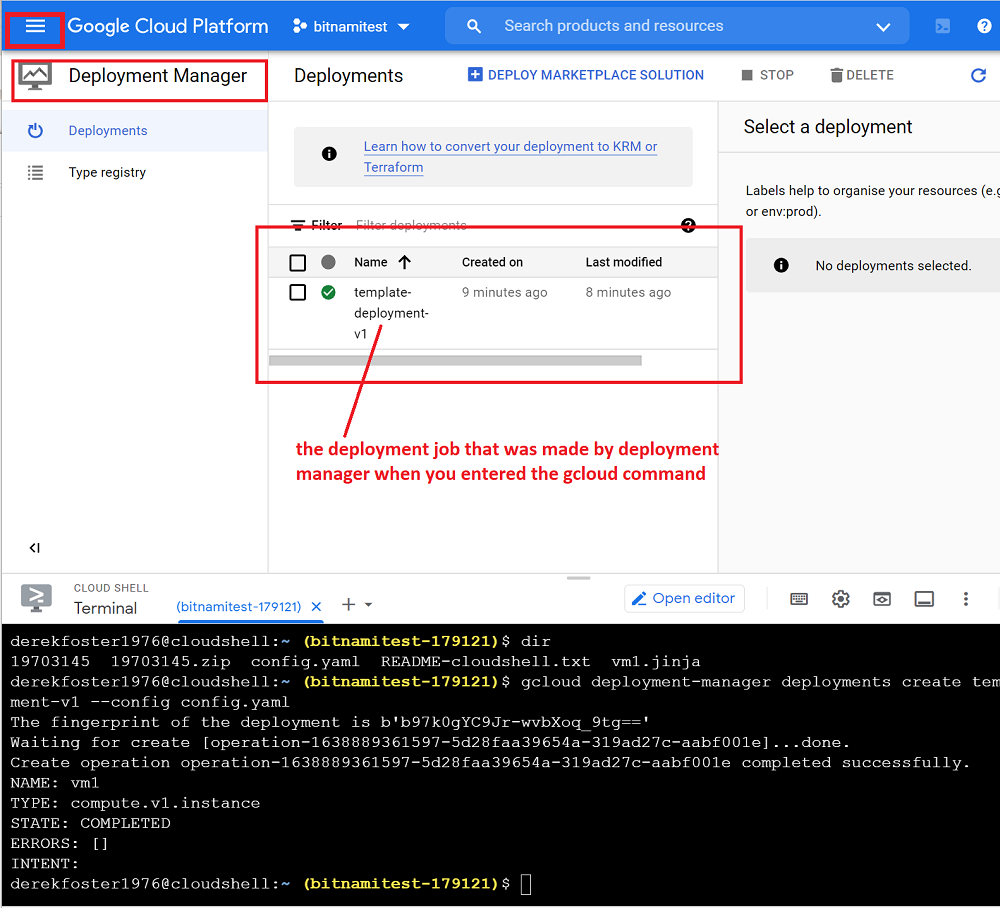 Google Cloud Platform
bitnamitest
Search products and resources
Deployment Manager
Deployments
DEPLOY MARKETPLACE SOLUTION
STOP
DELETE
Deployments
Type registry
Learn how to convert your deployment to KRM or
Terraform
Select a deployment
Labels help to organise your resources (e.g
or env:prod).
No deployments selected.
Filter Filter deployments
Name Created on Last modified
template- 9 minutes ago 8 minutes ago
deployment-
v1
the deployment job that was made by deployment
manager when you entered the gcloud command
CLOUD SHELL
Terminal
(bitnamitest-179121)
Open editor
derekfoster1976@cloudshell:~ (bitnamitest-179121)$ dir
19703145 19703145.zip config.yaml README-cloudshell.txt vm1.jinja
derekfoster1976@cloudshell:~ (bitnamitest-179121)$ gcloud deployment-manager deployments create tem
ment-v1 --config config.yaml
The fingerprint of the deployment is b'b97k0gYC9Jr-wvbXoq_9tg=='
Waiting for create [operation-1638889361597-5d28faa39654a-319ad27c-aabf001e]...done.
Create operation operation-1638889361597-5d28faa39654a-319ad27c-aabf001e completed successfully.
NAME: vm1
TYPE: compute.v1.instance
STATE: COMPLETED
ERRORS: []
INTENT:
derekfoster1976@cloudshell:~ (bitnamitest-179121)$